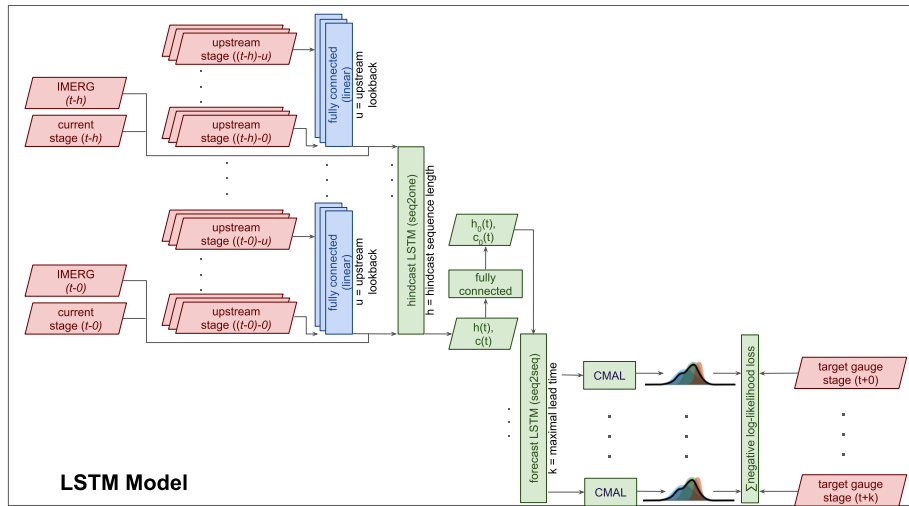 upstream
stage ((t-h)-u)
IMERG
(t-h)
current
stage (t-h)
upstream
stage ((t-h)-0)
fully connected
(linear)
u = upstream
lookback
upstream
stage ((t-0)-u)
IMERG
(t-0)
current
stage (t-0)
upstream
stage ((t-0)-0)
fully connected
(linear)
u = upstream
lookback
hindcast LSTM (seq2one)
h = hindcast sequence length
h₀(t),
c₀(t)
fully
connected
h(t),
c(t)
forecast LSTM (seq2seq)
k = maximal lead time
CMAL
CMAL
∑negative log-likelihood loss
target gauge
stage (t+0)
target gauge
stage (t+k)
LSTM Model